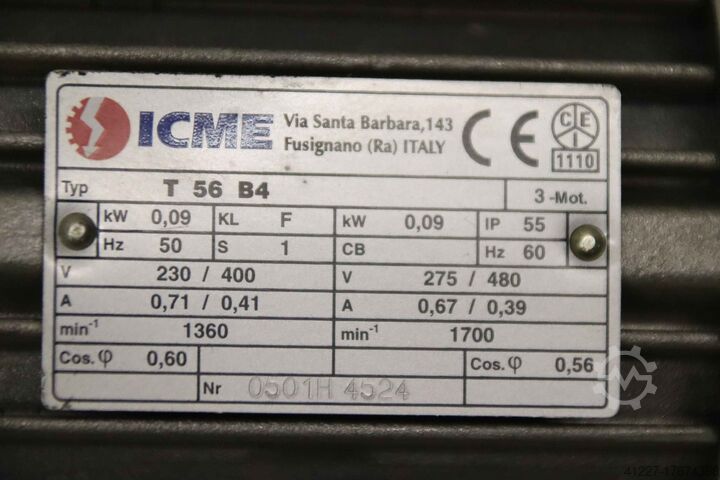 ICME Via Santa Barbara,143
Fusignano (Ra) ITALY
CE
C E I
1110
Typ T 56 B4 3 -Mot.
kW 0,09 KL F kW 0,09 IP 55
Hz 50 S 1 CB Hz 60
V 230 / 400 V 275 / 480
A 0,71 / 0,41 A 0,67 / 0,39
min⁻¹ 1360 min⁻¹ 1700
Cos. φ 0,60 Cos. φ 0,56
Nr 0501H 4524